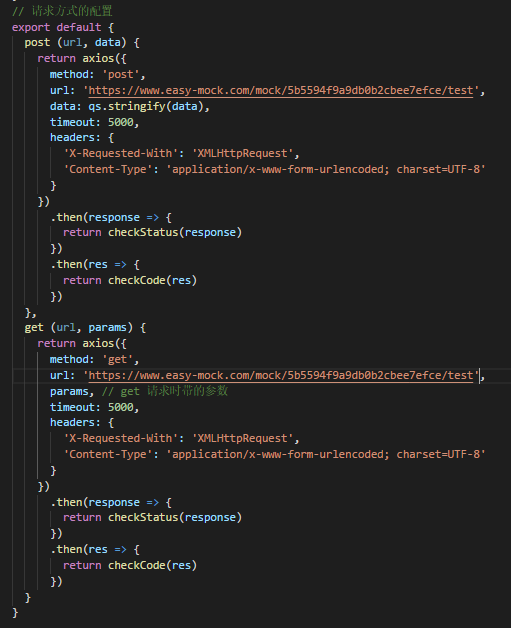 // 请求方式的配置
export default {
  post (url, data) {
    return axios({
      method: 'post',
      url: 'https://www.easy-mock.com/mock/5b5594f9a9db0b2cbee7efce/test',
      data: qs.stringify(data),
      timeout: 5000,
      headers: {
        'X-Requested-With': 'XMLHttpRequest',
        'Content-Type': 'application/x-www-form-urlencoded; charset=UTF-8'
      }
    })
      .then(response => {
        return checkStatus(response)
      })
      .then(res => {
        return checkCode(res)
      })
  },
  get (url, params) {
    return axios({
      method: 'get',
      url: 'https://www.easy-mock.com/mock/5b5594f9a9db0b2cbee7efce/test',
      params, // get 请求时带的参数
      timeout: 5000,
      headers: {
        'X-Requested-With': 'XMLHttpRequest',
        'Content-Type': 'application/x-www-form-urlencoded; charset=UTF-8'
      }
    })
      .then(response => {
        return checkStatus(response)
      })
      .then(res => {
        return checkCode(res)
      })
  }
}